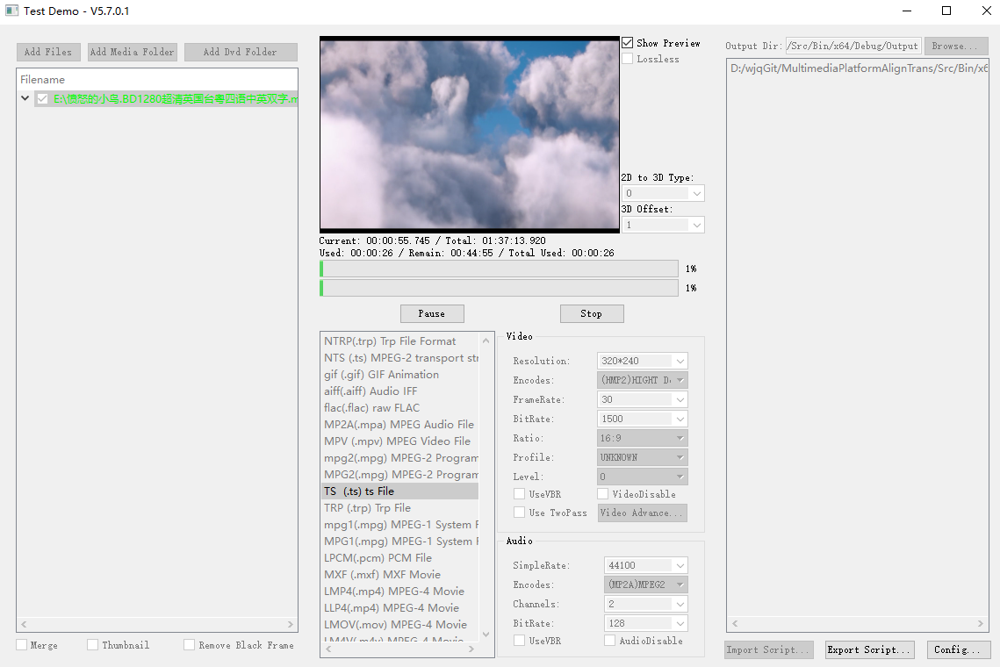 Test Demo - V5.7.0.1
Add Files
Add Media Folder
Add Dvd Folder
Filename
E:\愤怒的小鸟.BD1280超清英国台粤四语中英双字.m
Merge
Thumbnail
Remove Black Frame
Show Preview
Lossless
2D to 3D Type:
0
3D Offset:
1
Current: 00:00:55.745 / Total: 01:37:13.920
Used: 00:00:26 / Remain: 00:44:55 / Total Used: 00:00:26
1%
1%
Pause
Stop
NTRP(.trp) Trp File Format
NTS (.ts) MPEG-2 transport str
gif (.gif) GIF Animation
aiff(.aiff) Audio IFF
flac(.flac) raw FLAC
MP2A(.mpa) MPEG Audio File
MPV (.mpv) MPEG Video File
mpg2(.mpg) MPEG-2 Program
MPG2(.mpg) MPEG-2 Program
TS (.ts) ts File
TRP (.trp) Trp File
mpg1(.mpg) MPEG-1 System F
MPG1(.mpg) MPEG-1 System F
LPCM(.pcm) PCM File
MXF (.mxf) MXF Movie
LMP4(.mp4) MPEG-4 Movie
LLP4(.mp4) MPEG-4 Movie
LMOV(.mov) MPEG-4 Movie
LM4V(.m4v) MPEG-4 Movie
Video
Resolution: 320*240
Encodes: (HMP2)HIGHT D
FrameRate: 30
BitRate: 1500
Ratio: 16:9
Profile: UNKNOWN
Level: 0
UseVBR
VideoDisable
Use TwoPass
Video Advance...
Audio
SimpleRate: 44100
Encodes: (MP2A)MPEG2
Channels: 2
BitRate: 128
UseVBR
AudioDisable
Output Dir: /Src/Bin/x64/Debug/Output
Browse...
D:/wjqGit/MultimediaPlatformAlignTrans/Src/Bin/x6
Import Script...
Export Script...
Config...